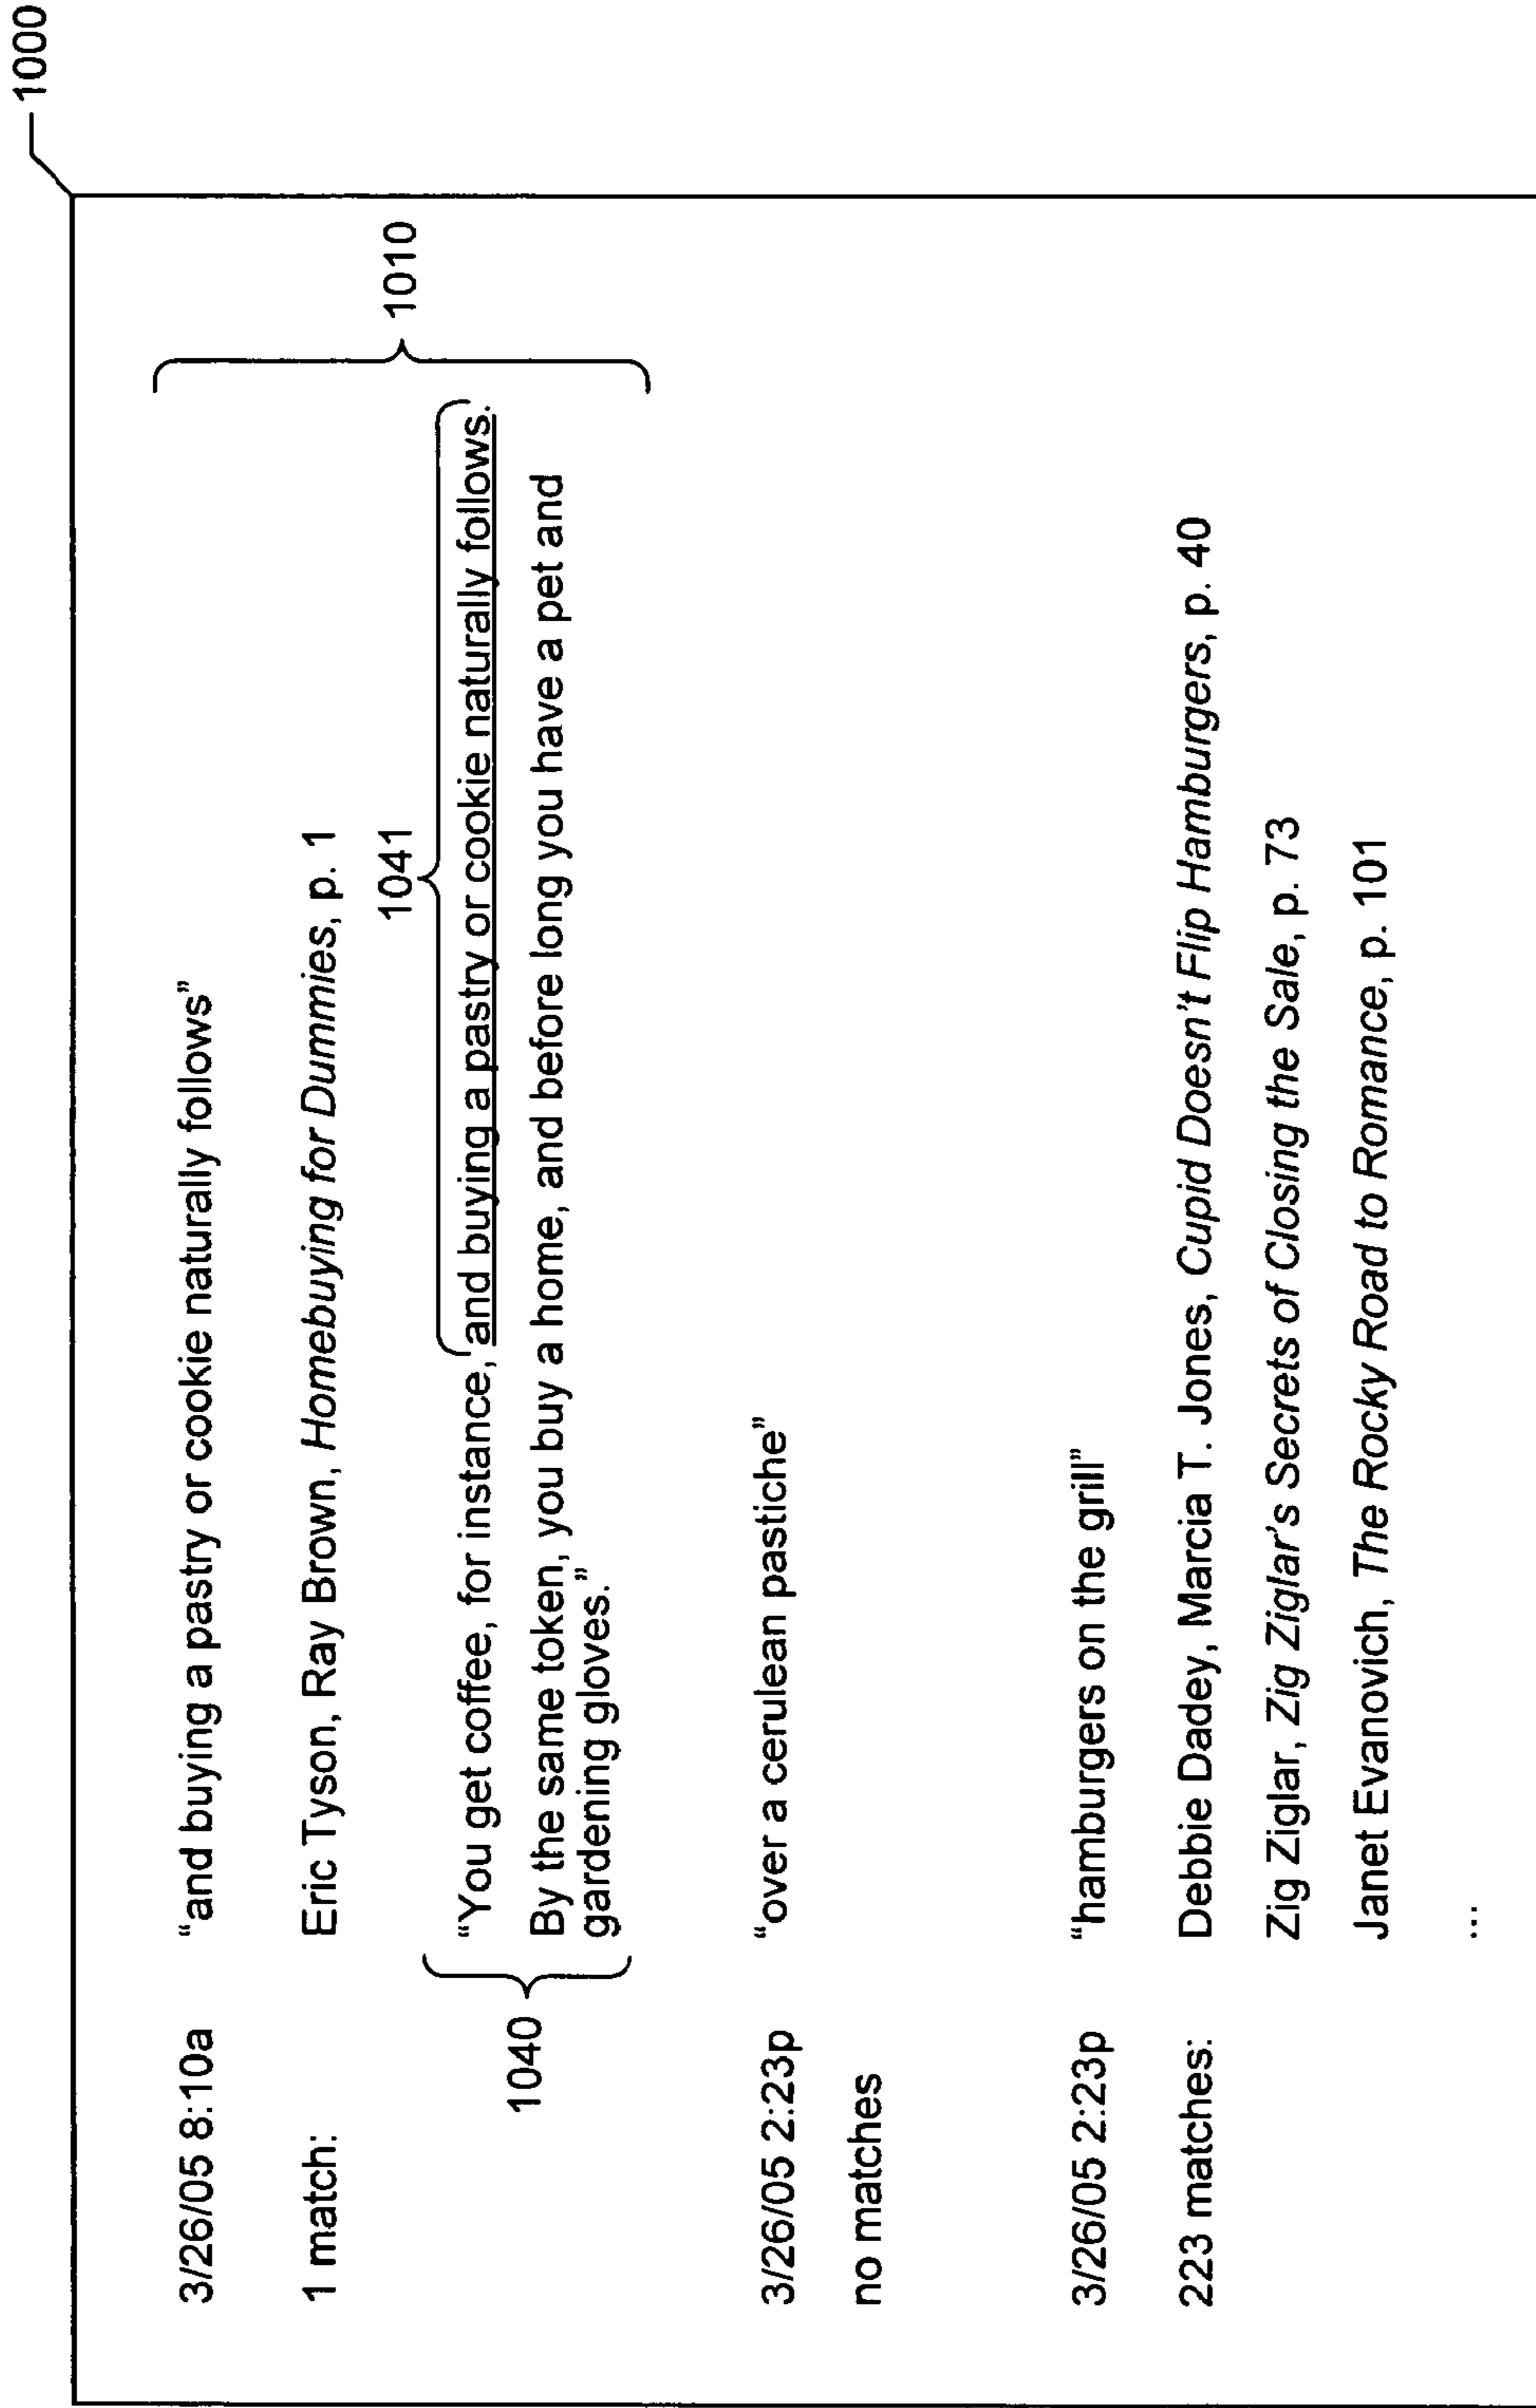 1000
3/26/05 8:10a “and buying a pastry or cookie naturally follows”
1 match: Eric Tyson, Ray Brown, Homebuying for Dummies, p. 1
1010
1041
“You get coffee, for instance, and buying a pastry or cookie naturally follows.
1040
By the same token, you buy a home, and before long you have a pet and
gardening gloves.”
3/26/05 2:23p “over a cerulean pastiche”
no matches
3/26/05 2:23p “hamburgers on the grill”
223 matches: Debbie Dadey, Marcia T. Jones, Cupid Doesn’t Flip Hamburgers, p. 40
Zig Ziglar, Zig Ziglar’s Secrets of Closing the Sale, p. 73
Janet Evanovich, The Rocky Road to Romance, p. 101
...